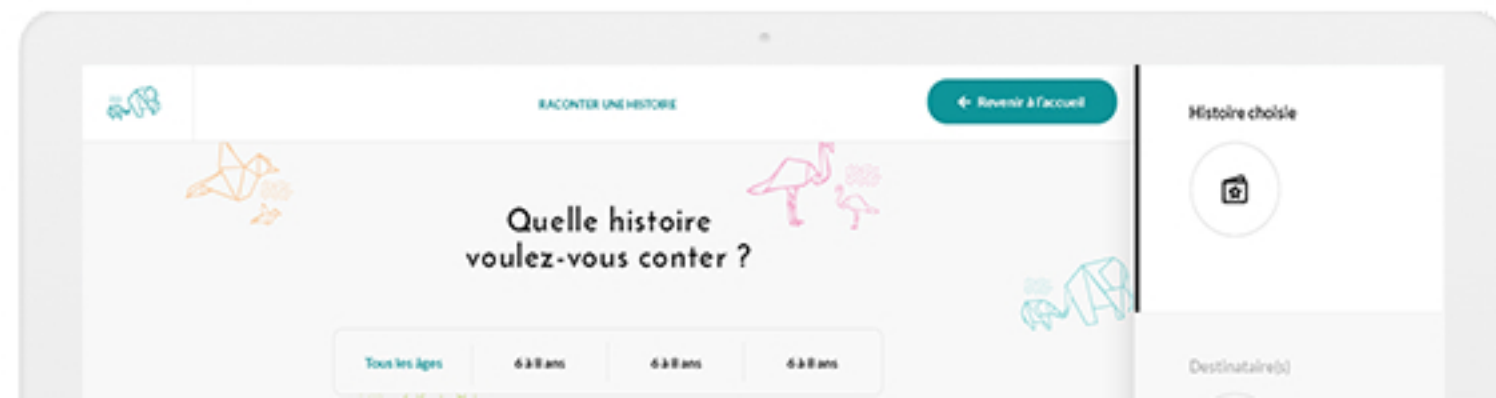 RACONTER UNE HISTOIRE
← Revenir à l'accueil
Histoire choisie
Quelle histoire
voulez-vous conter ?
Tous les âges
6 à 8 ans
6 à 8 ans
6 à 8 ans
Destinataire(s)